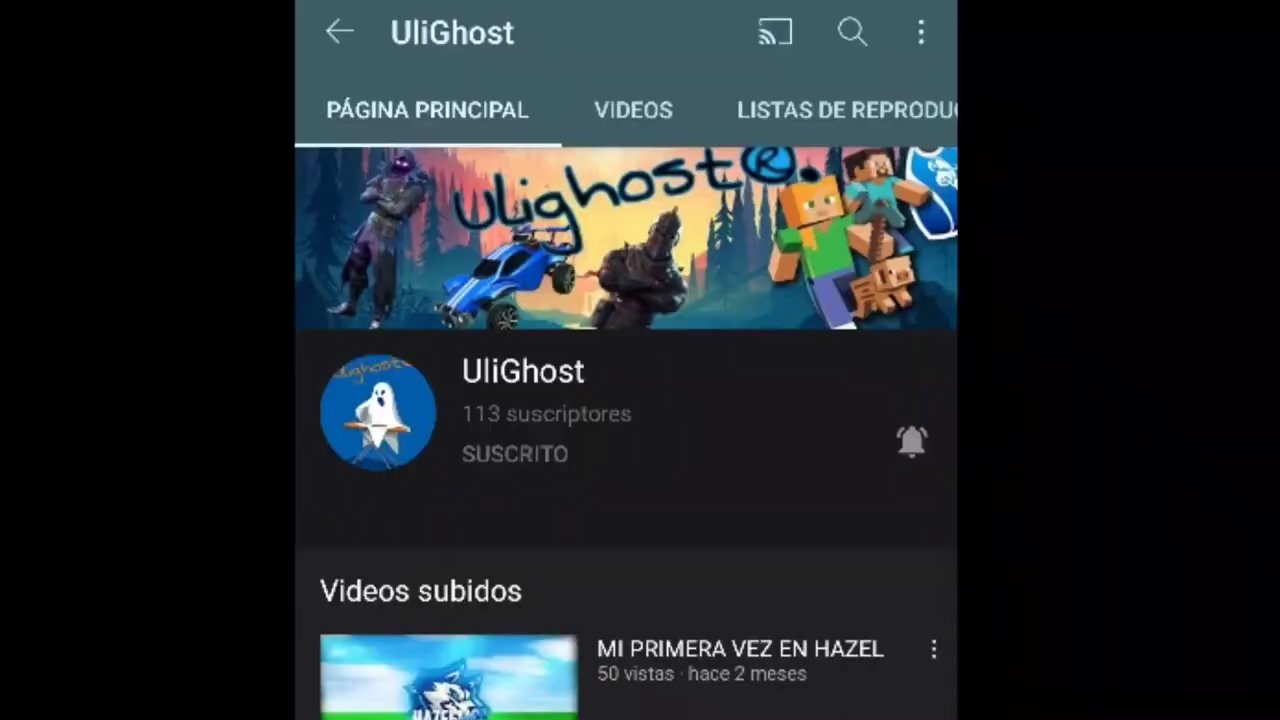 UliGhost
PÁGINA PRINCIPAL
VIDEOS
LISTAS DE REPRODU
ulighost®.
ulighost
UliGhost
113 suscriptores
SUSCRITO
Videos subidos
MI PRIMERA VEZ EN HAZEL
50 vistas · hace 2 meses